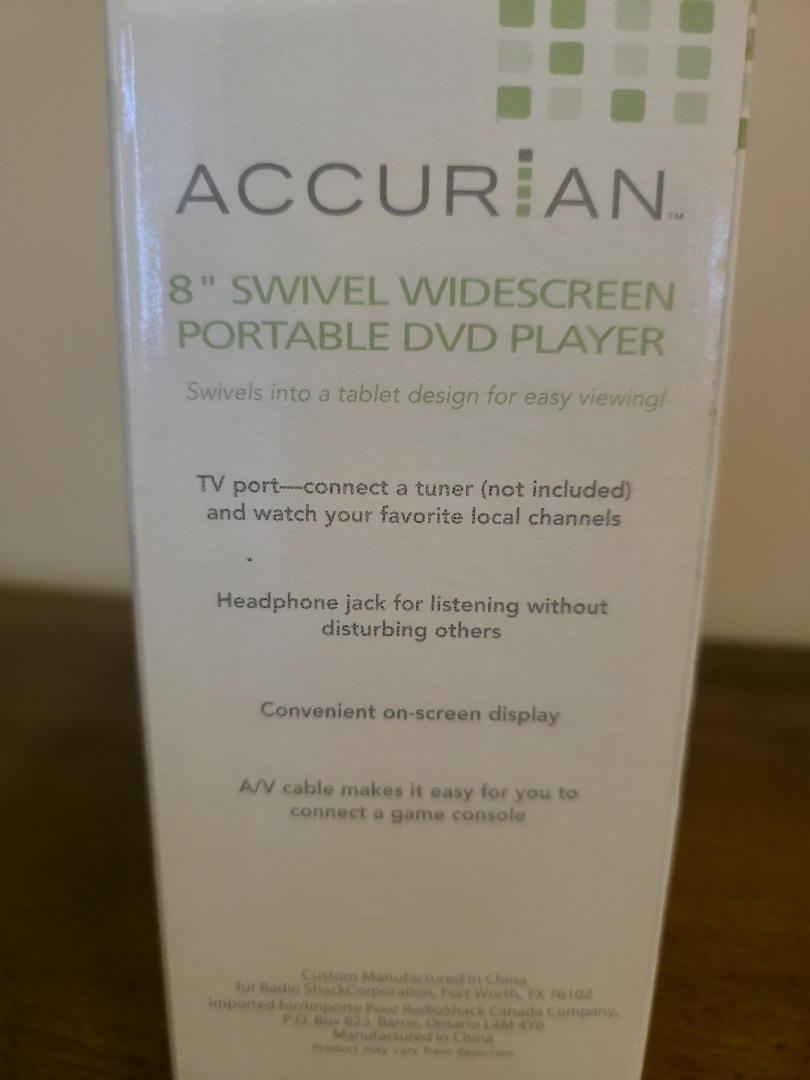 ACCURIAN™
8" SWIVEL WIDESCREEN
PORTABLE DVD PLAYER
Swivels into a tablet design for easy viewing!
TV port—connect a tuner (not included)
and watch your favorite local channels
Headphone jack for listening without
disturbing others
Convenient on-screen display
A/V cable makes it easy for you to
connect a game console
Custom Manufactured in China
for Radio ShackCorporation, Fort Worth, TX 76102
Imported for/Importe Pour RadioShack Canada Company,
P.O. Box 823, Barrie, Ontario L4M 4Y6
Manufactured in China
Product may vary from depiction